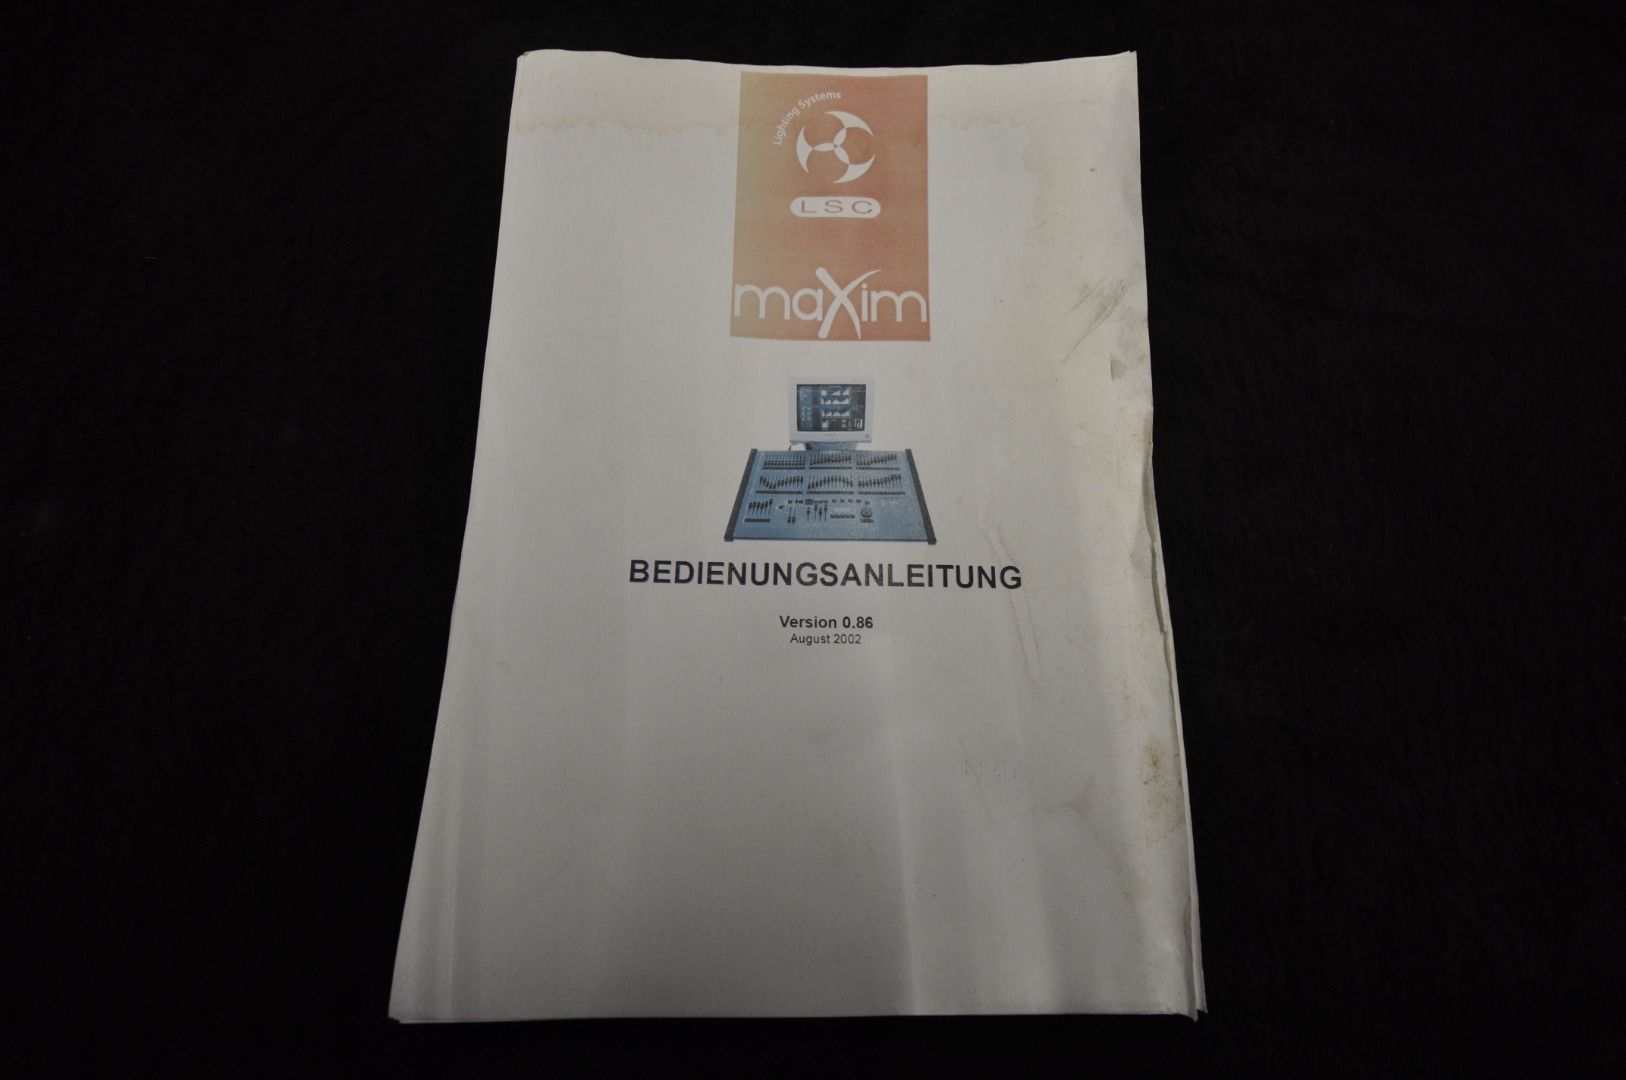 Lighting Systems
LSC
maXim
BEDIENUNGSANLEITUNG
Version 0.86
August 2002